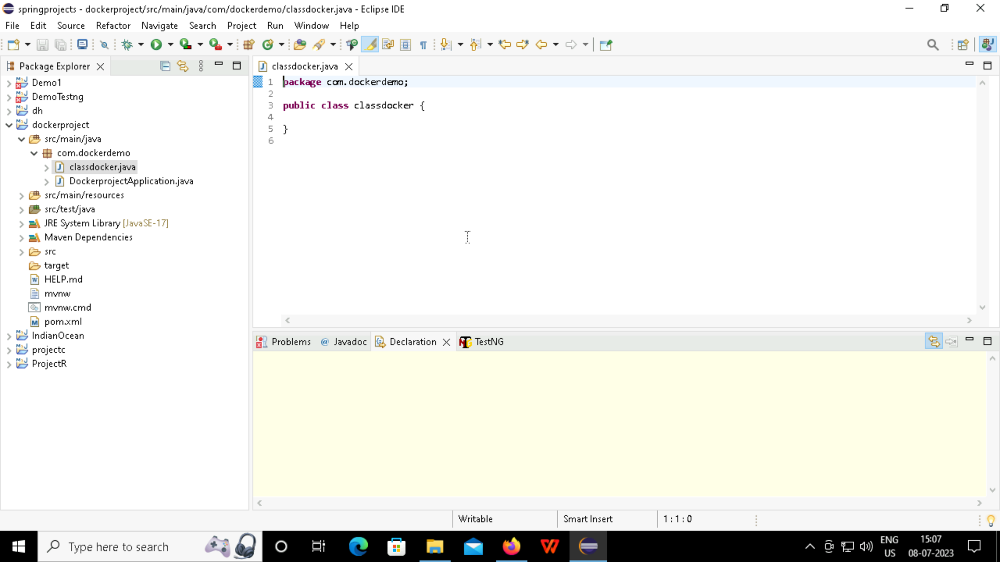 springprojects - dockerproject/src/main/java/com/dockerdemo/classdocker.java - Eclipse IDE
File Edit Source Refactor Navigate Search Project Run Window Help
Package Explorer
Demo1
DemoTestng
dh
dockerproject
src/main/java
com.dockerdemo
classdocker.java
DockerprojectApplication.java
src/main/resources
src/test/java
JRE System Library [JavaSE-17]
Maven Dependencies
src
target
HELP.md
mvnw
mvnw.cmd
pom.xml
IndianOcean
projectc
ProjectR
classdocker.java
1 package com.dockerdemo;
2
3 public class classdocker {
4
5 }
6
Problems @ Javadoc Declaration TestNG
Writable Smart Insert 1 : 1 : 0
Type here to search
ENG
US
15:07
08-07-2023